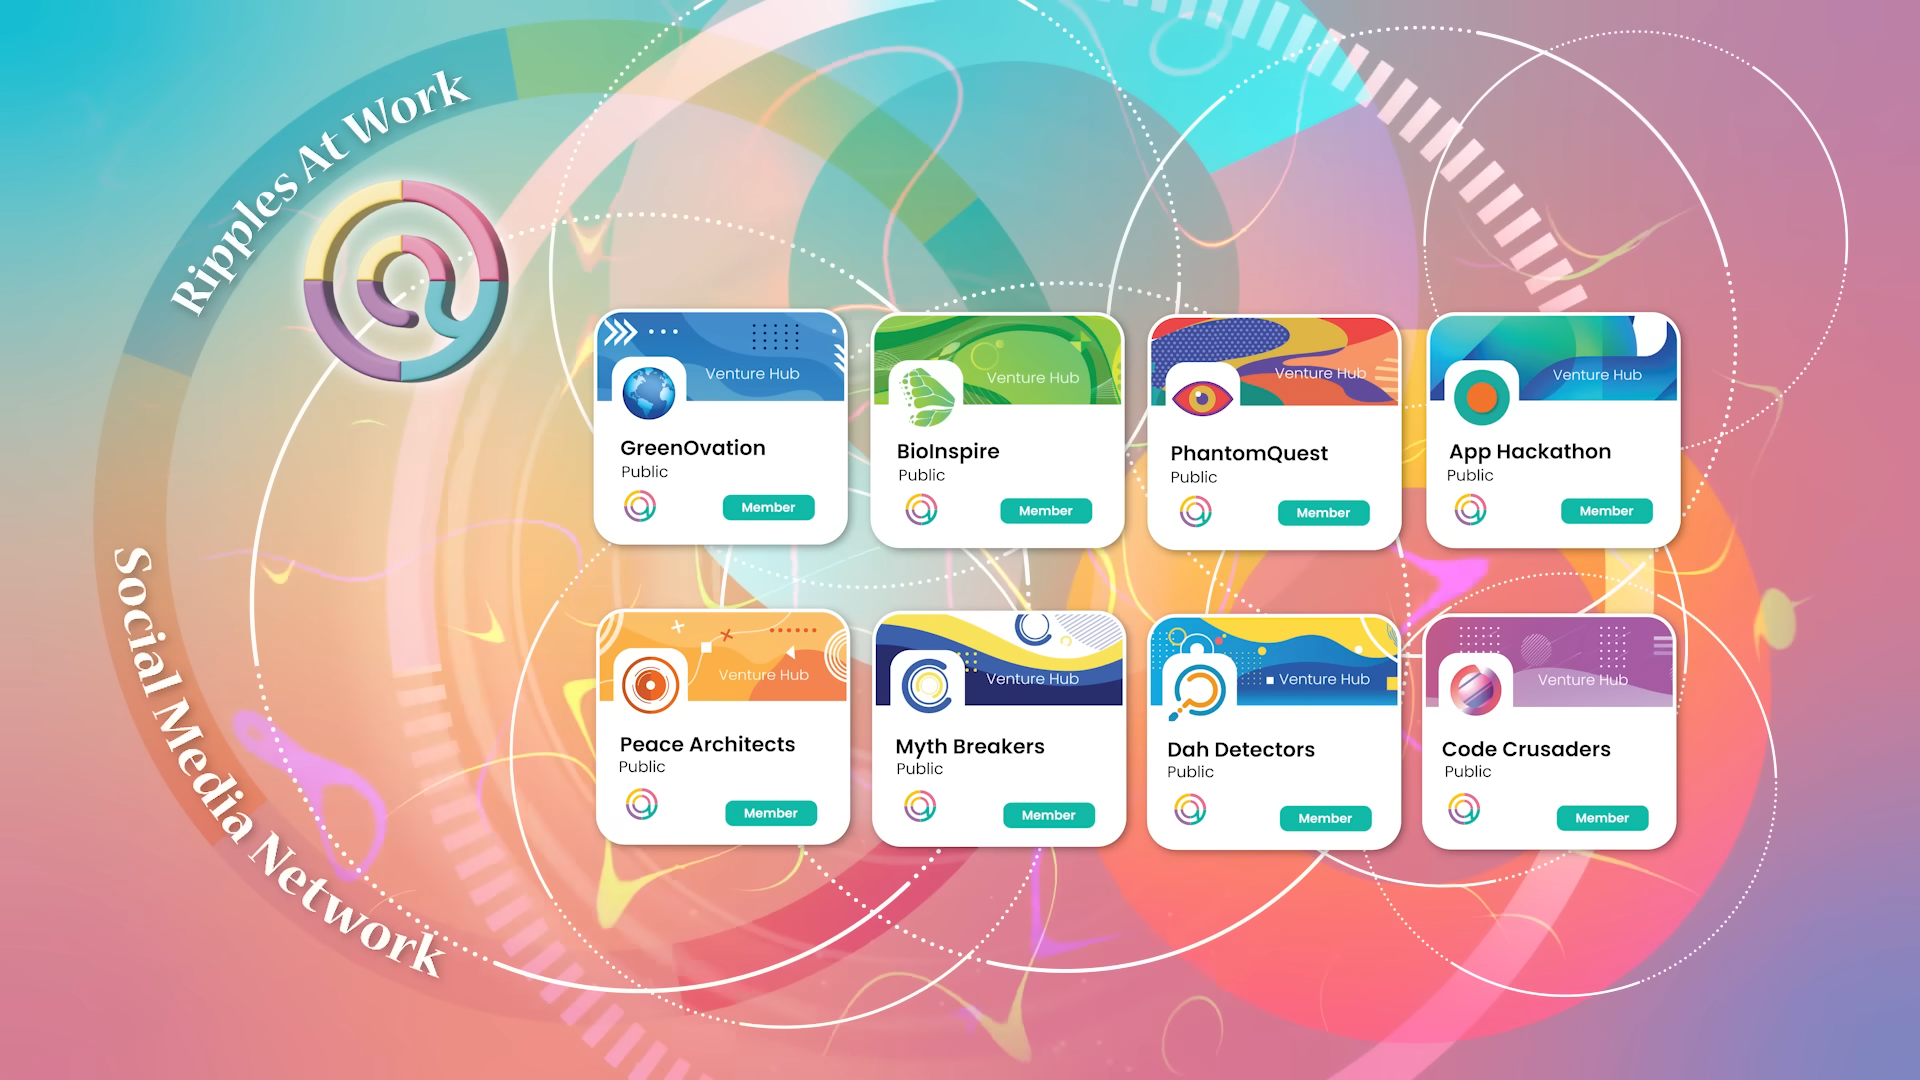 Ripples At Work
Social Media Network
Venture Hub
GreenOvation
Public
Member
Venture Hub
BioInspire
Public
Member
Venture Hub
PhantomQuest
Public
Member
Venture Hub
App Hackathon
Public
Member
Venture Hub
Peace Architects
Public
Member
Venture Hub
Myth Breakers
Public
Member
Venture Hub
Dah Detectors
Public
Member
Venture Hub
Code Crusaders
Public
Member